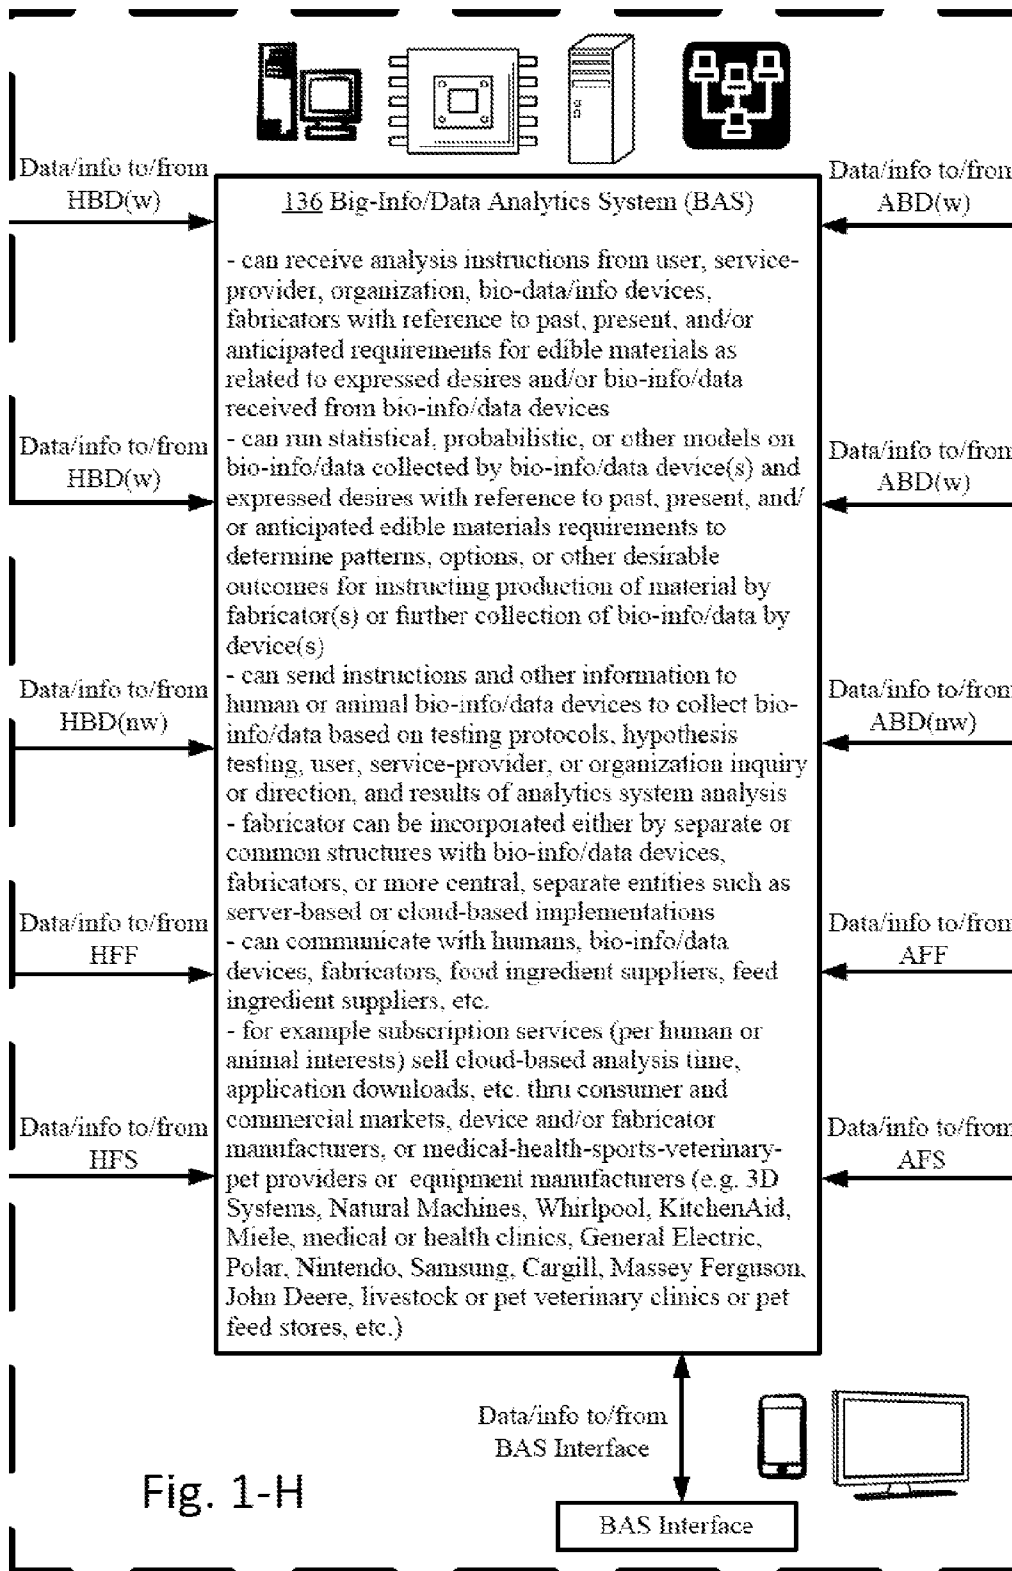 Data/info to/from
HBD(w)
Data/info to/from
ABD(w)
136 Big-Info/Data Analytics System (BAS)
- can receive analysis instructions from user, service-
provider, organization, bio-data/info devices,
fabricators with reference to past, present, and/or
anticipated requirements for edible materials as
related to expressed desires and/or bio-info/data
received from bio-info/data devices
- can run statistical, probabilistic, or other models on
bio-info/data collected by bio-info/data device(s) and
expressed desires with reference to past, present, and/
or anticipated edible materials requirements to
determine patterns, options, or other desirable
outcomes for instructing production of material by
fabricator(s) or further collection of bio-info/data by
device(s)
- can send instructions and other information to
human or animal bio-info/data devices to collect bio-
info/data based on testing protocols, hypothesis
testing, user, service-provider, or organization inquiry
or direction, and results of analytics system analysis
- fabricator can be incorporated either by separate or
common structures with bio-info/data devices,
fabricators, or more central, separate entities such as
server-based or cloud-based implementations
- can communicate with humans, bio-info/data
devices, fabricators, food ingredient suppliers, feed
ingredient suppliers, etc.
- for example subscription services (per human or
animal interests) sell cloud-based analysis time,
application downloads, etc. thru consumer and
commercial markets, device and/or fabricator
manufacturers, or medical-health-sports-veterinary-
pet providers or equipment manufacturers (e.g. 3D
Systems, Natural Machines, Whirlpool, KitchenAid,
Miele, medical or health clinics, General Electric,
Polar, Nintendo, Samsung, Cargill, Massey Ferguson,
John Deere, livestock or pet veterinary clinics or pet
feed stores, etc.)
Data/info to/from
HBD(w)
Data/info to/from
ABD(w)
Data/info to/from
HBD(nw)
Data/info to/from
ABD(nw)
Data/info to/from
HFF
Data/info to/from
AFF
Data/info to/from
HFS
Data/info to/from
AFS
Data/info to/from
BAS Interface
Fig. 1-H
BAS Interface